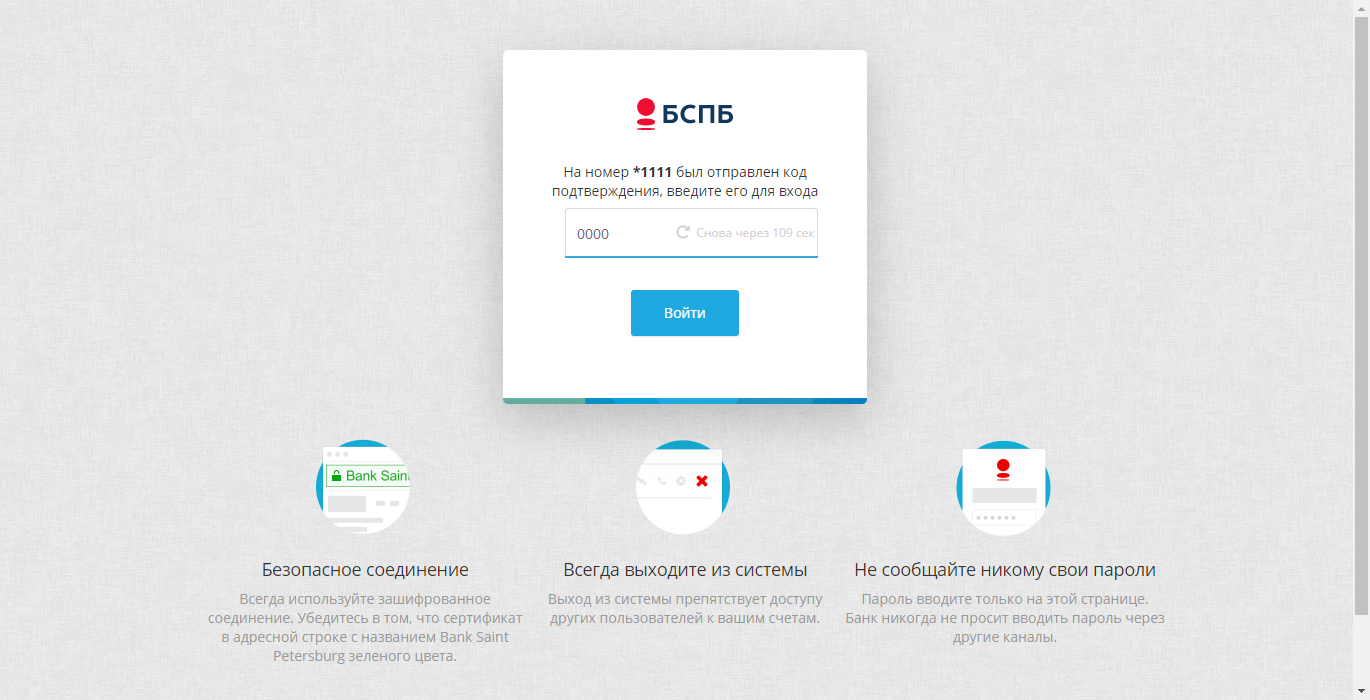 БСПБ
На номер *1111 был отправлен код
подтверждения, введите его для входа
0000
Снова через 109 сек
Войти
Bank Sain
Безопасное соединение
Всегда используйте зашифрованное
соединение. Убедитесь в том, что сертификат
в адресной строке с названием Bank Saint
Petersburg зеленого цвета.
Всегда выходите из системы
Выход из системы препятствует доступу
других пользователей к вашим счетам.
Не сообщайте никому свои пароли
Пароль вводите только на этой странице.
Банк никогда не просит вводить пароль через
другие каналы.